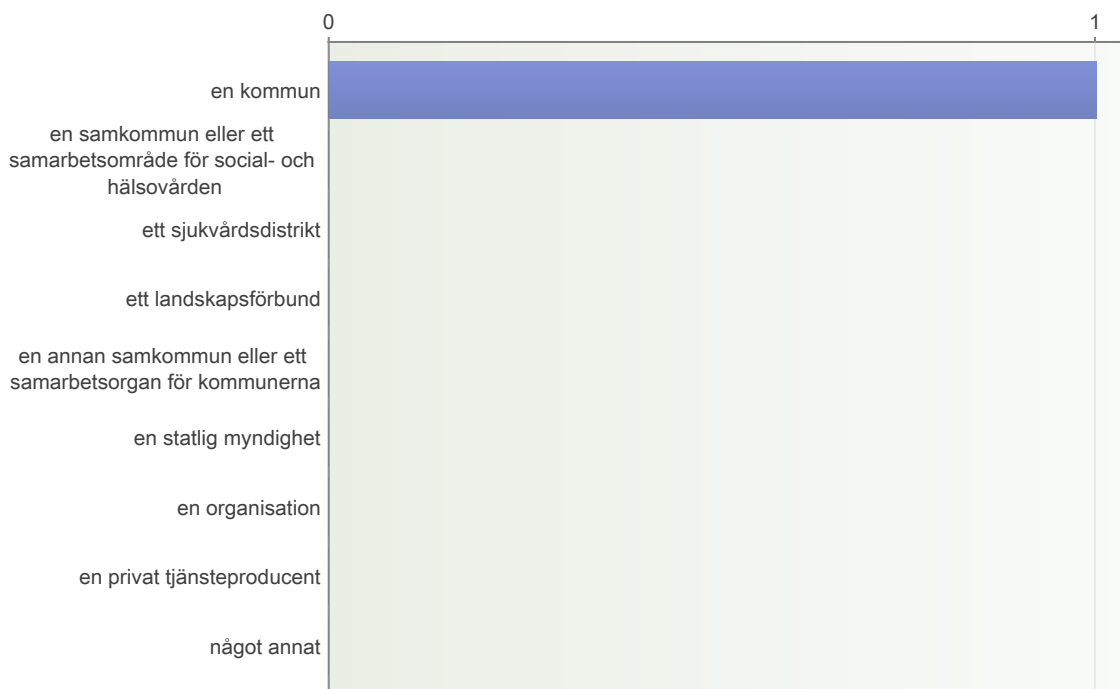 0 1
en kommun
en samkommun eller ett
samarbetsområde för social- och
hälsovården
ett sjukvårdsdistrikt
ett landskapsförbund
en annan samkommun eller ett
samarbetsorgan för kommunerna
en statlig myndighet
en organisation
en privat tjänsteproducent
något annat